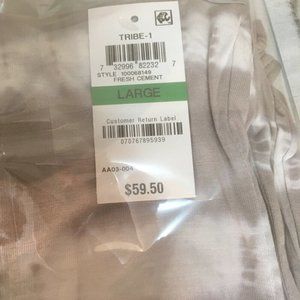 TRIBE-1
7 32996 82232 7
STYLE 100068149
FRESH CEMENT
LARGE
Customer Return Label
070767895939
AA03-004
$59.50